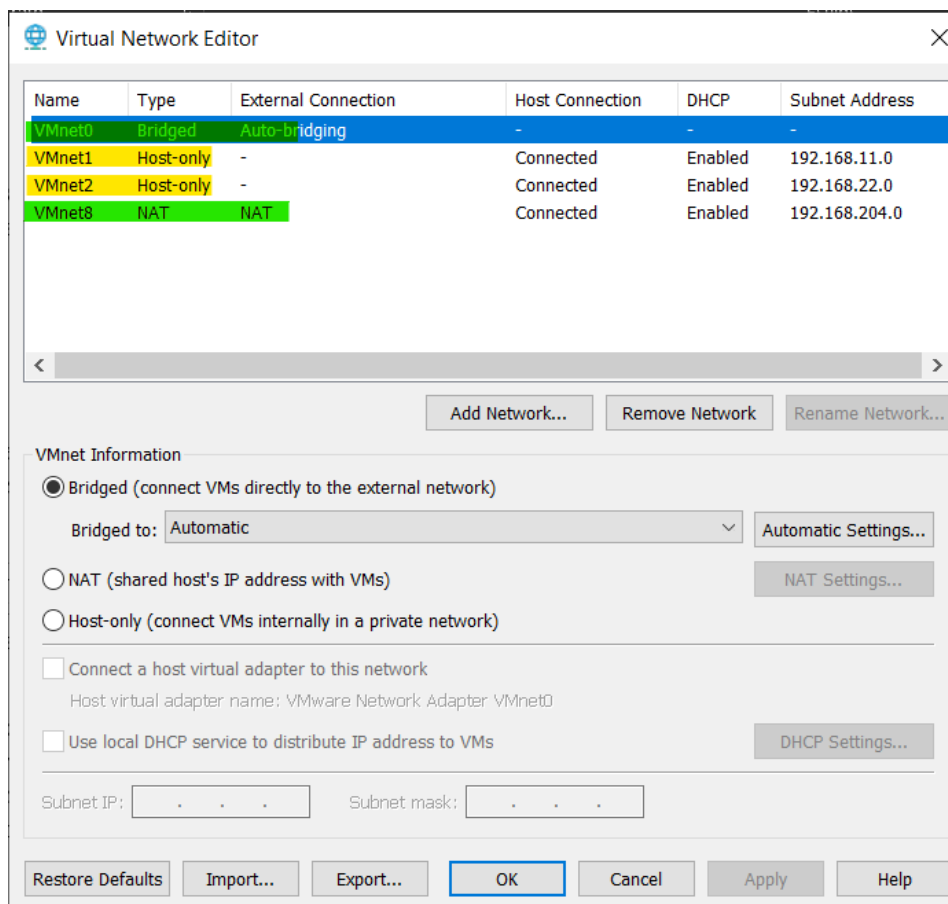 Virtual Network Editor
Name Type External Connection Host Connection DHCP Subnet Address
VMnet0 Bridged Auto-bridging - - -
VMnet1 Host-only - Connected Enabled 192.168.11.0
VMnet2 Host-only - Connected Enabled 192.168.22.0
VMnet8 NAT NAT Connected Enabled 192.168.204.0
Add Network... Remove Network Rename Network...
VMnet Information
Bridged (connect VMs directly to the external network)
Bridged to: Automatic Automatic Settings...
NAT (shared host's IP address with VMs) NAT Settings...
Host-only (connect VMs internally in a private network)
Connect a host virtual adapter to this network
Host virtual adapter name: VMware Network Adapter VMnet0
Use local DHCP service to distribute IP address to VMs DHCP Settings...
Subnet IP: . . . Subnet mask: . . .
Restore Defaults Import... Export... OK Cancel Apply Help